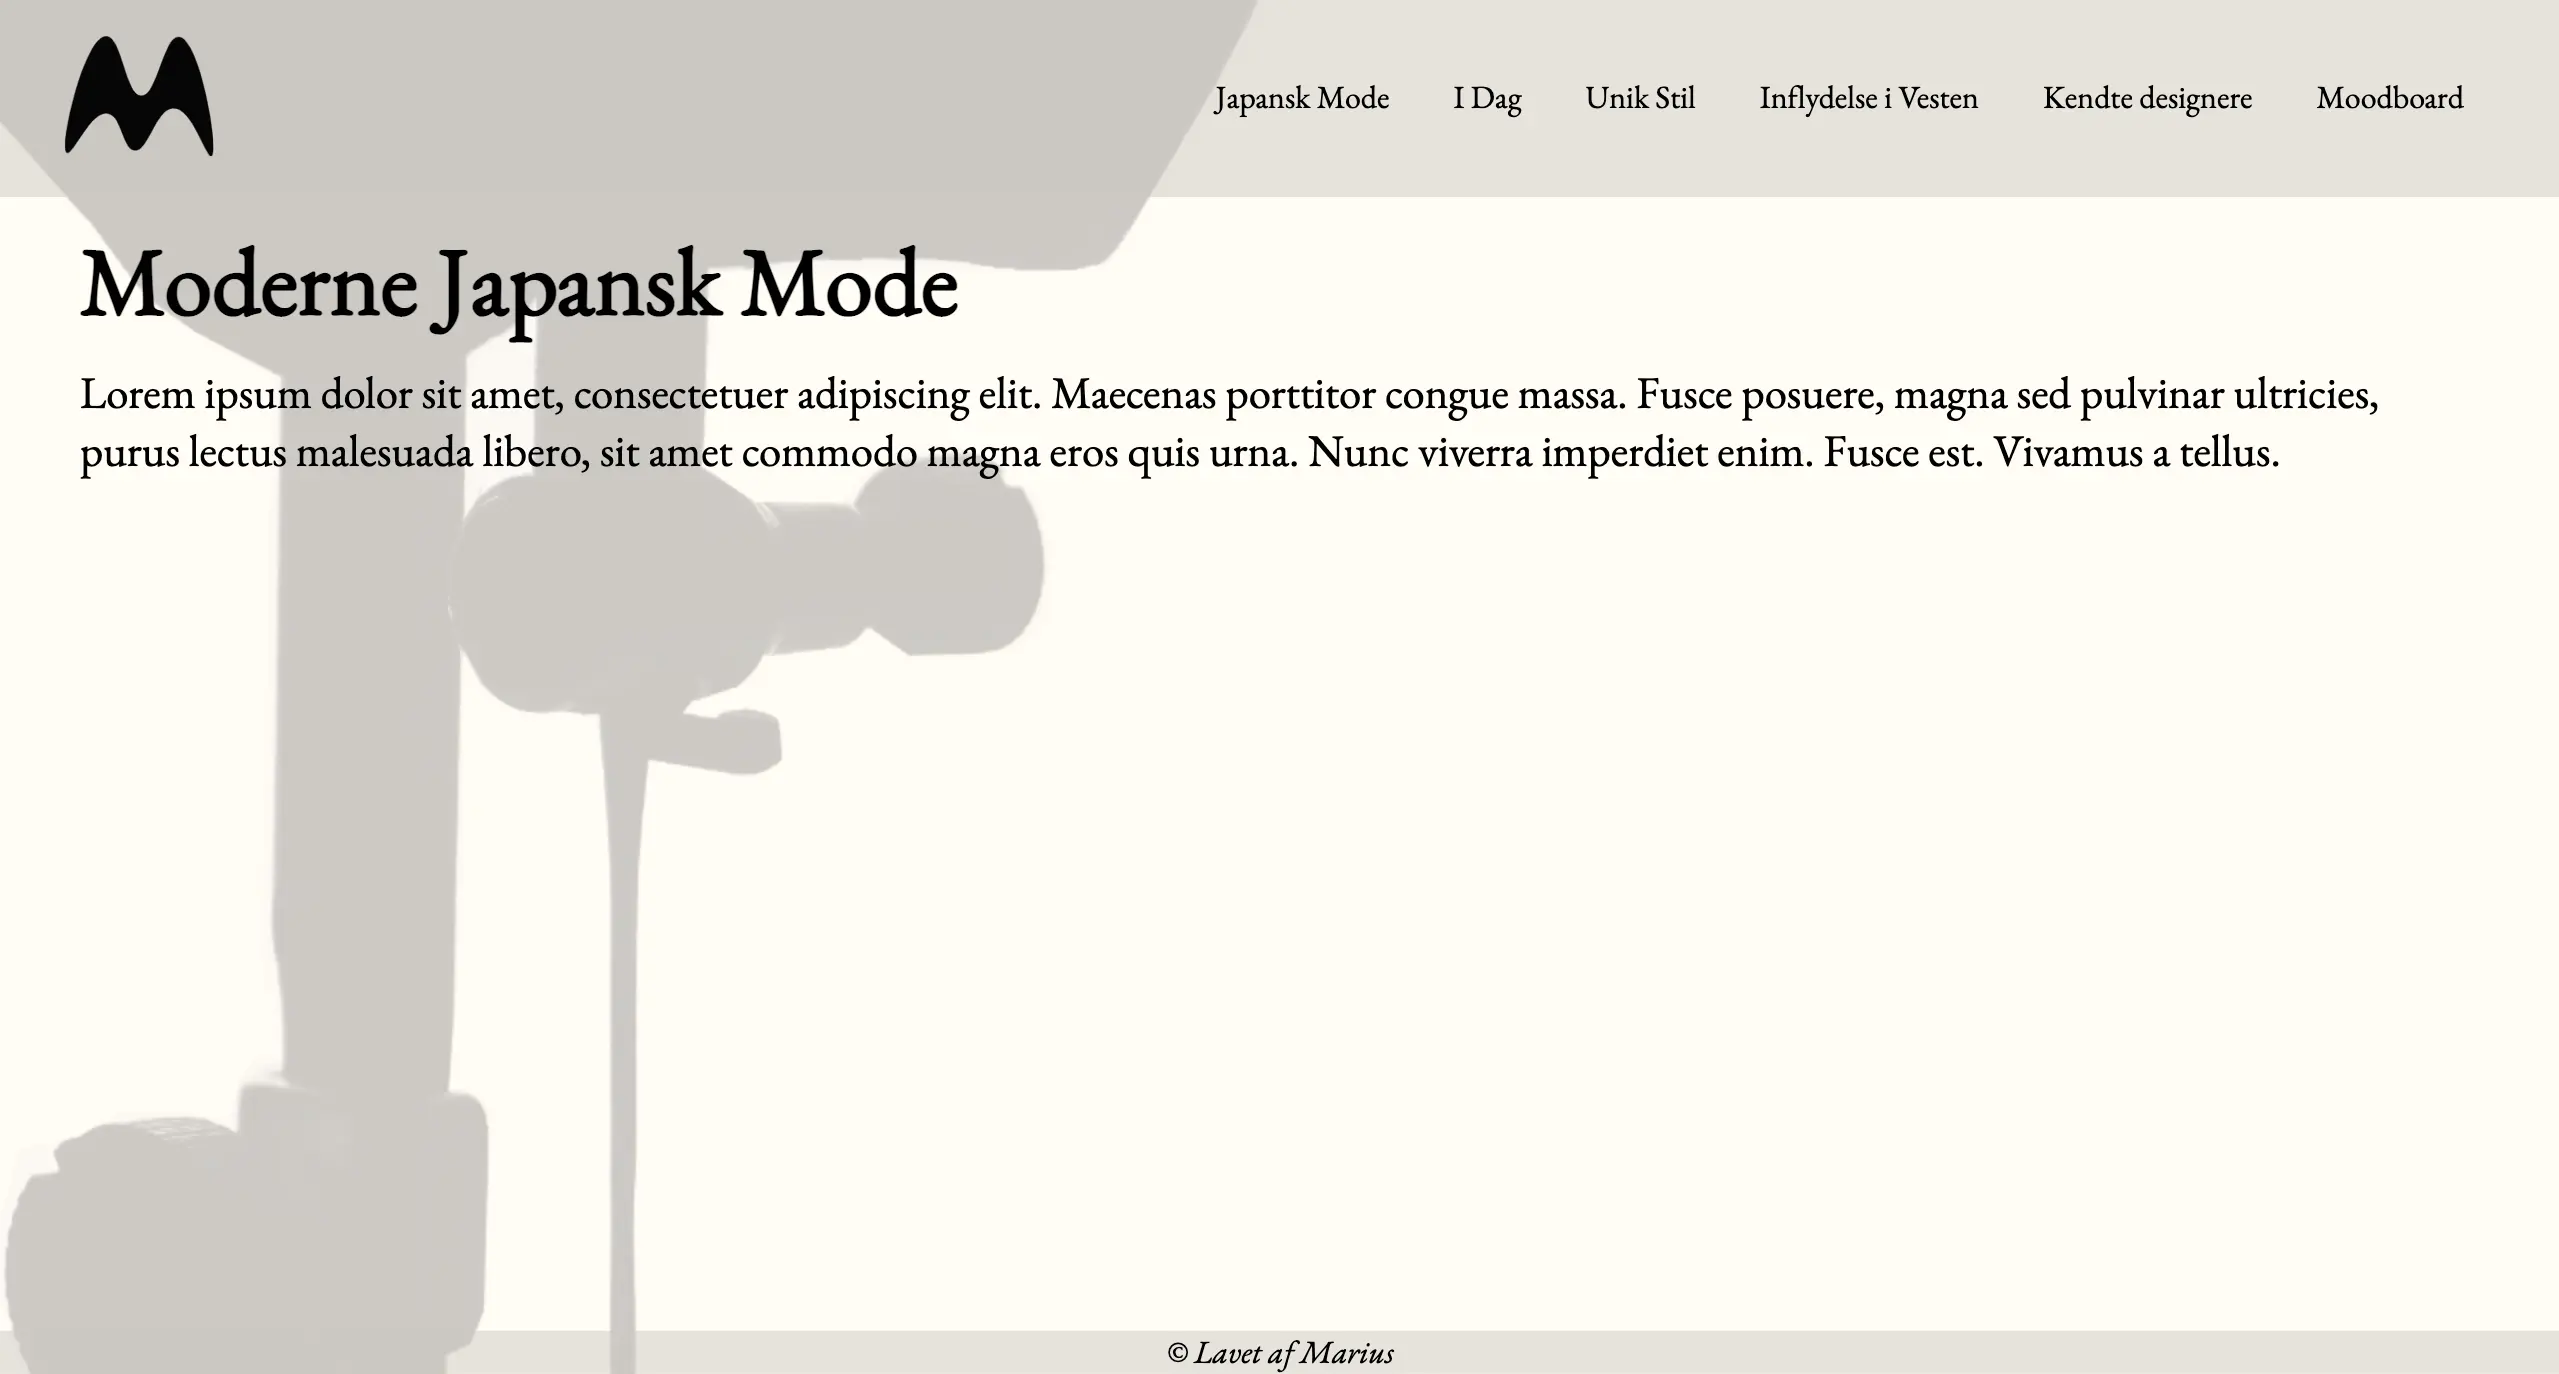 Japansk Mode I Dag Unik Stil Inflydelse i Vesten Kendte designere Moodboard
Moderne Japansk Mode
Lorem ipsum dolor sit amet, consectetuer adipiscing elit. Maecenas porttitor congue massa. Fusce posuere, magna sed pulvinar ultricies,
purus lectus malesuada libero, sit amet commodo magna eros quis urna. Nunc viverra imperdiet enim. Fusce est. Vivamus a tellus.
© Lavet af Marius